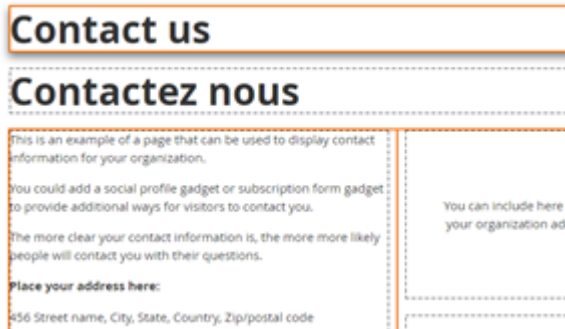 Contact us
Contactez nous
This is an example of a page that can be used to display contact
information for your organization.
You could add a social profile gadget or subscription form gadget
to provide additional ways for visitors to contact you.
The more clear your contact information is, the more more likely
people will contact you with their questions.
Place your address here:
456 Street name, City, State, Country, Zip/postal code
You can include here
your organization ad